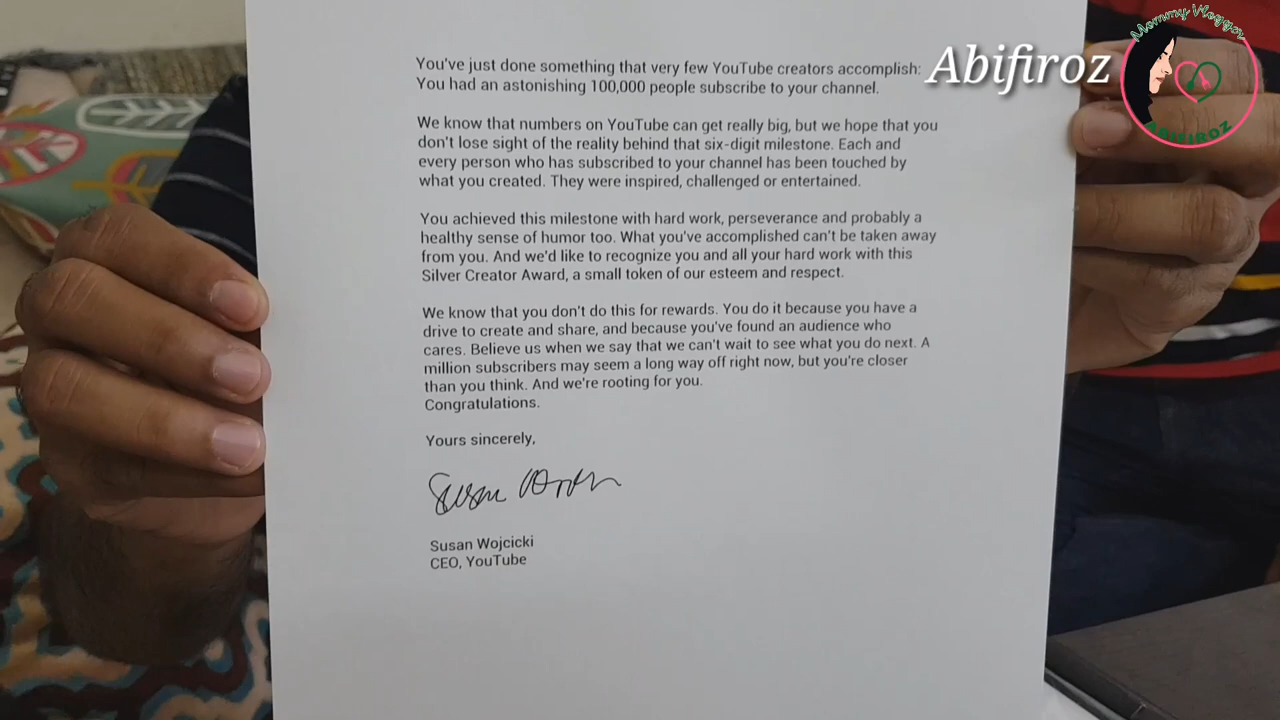 You've just done something that very few YouTube creators accomplish:
You had an astonishing 100,000 people subscribe to your channel.
We know that numbers on YouTube can get really big, but we hope that you
don't lose sight of the reality behind that six-digit milestone. Each and
every person who has subscribed to your channel has been touched by
what you created. They were inspired, challenged or entertained.
You achieved this milestone with hard work, perseverance and probably a
healthy sense of humor too. What you've accomplished can't be taken away
from you. And we'd like to recognize you and all your hard work with this
Silver Creator Award, a small token of our esteem and respect.
We know that you don't do this for rewards. You do it because you have a
drive to create and share, and because you've found an audience who
cares. Believe us when we say that we can't wait to see what you do next. A
million subscribers may seem a long way off right now, but you're closer
than you think. And we're rooting for you.
Congratulations.
Yours sincerely,
Susan Wojcicki
CEO, YouTube
Abifiroz
Mommy Vlogger
ABIFIROZ